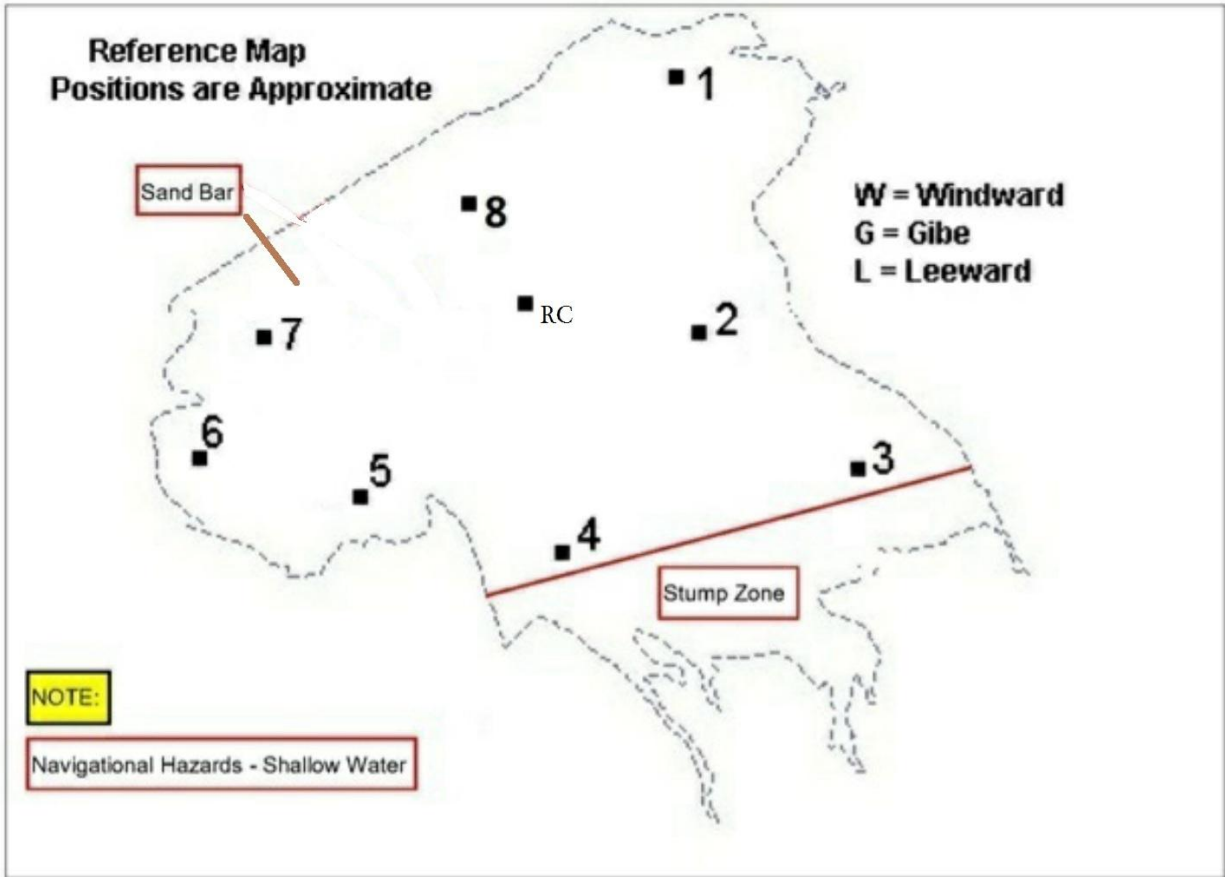 Reference Map
Positions are Approximate
1
Sand Bar
8
W = Windward
G = Gibe
L = Leeward
RC
2
7
6
5
3
4
Stump Zone
NOTE:
Navigational Hazards - Shallow Water